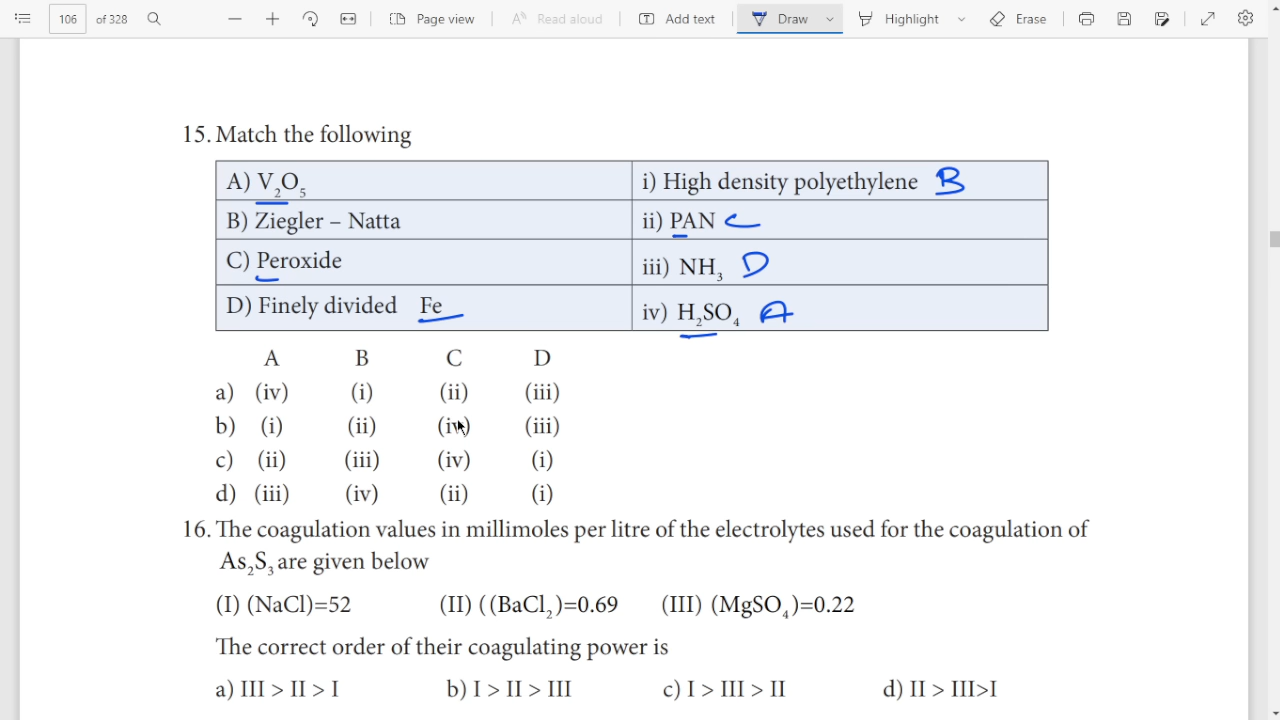 106 of 328 Page view Read aloud Add text Draw Highlight Erase
15. Match the following
A) V₂O₅ i) High density polyethylene B
B) Ziegler – Natta ii) PAN C
C) Peroxide iii) NH₃ D
D) Finely divided Fe iv) H₂SO₄ A
A B C D
a) (iv) (i) (ii) (iii)
b) (i) (ii) (iv) (iii)
c) (ii) (iii) (iv) (i)
d) (iii) (iv) (ii) (i)
16. The coagulation values in millimoles per litre of the electrolytes used for the coagulation of
As₂S₃ are given below
(I) (NaCl)=52 (II) ((BaCl₂)=0.69 (III) (MgSO₄)=0.22
The correct order of their coagulating power is
a) III > II > I b) I > II > III c) I > III > II d) II > III>I